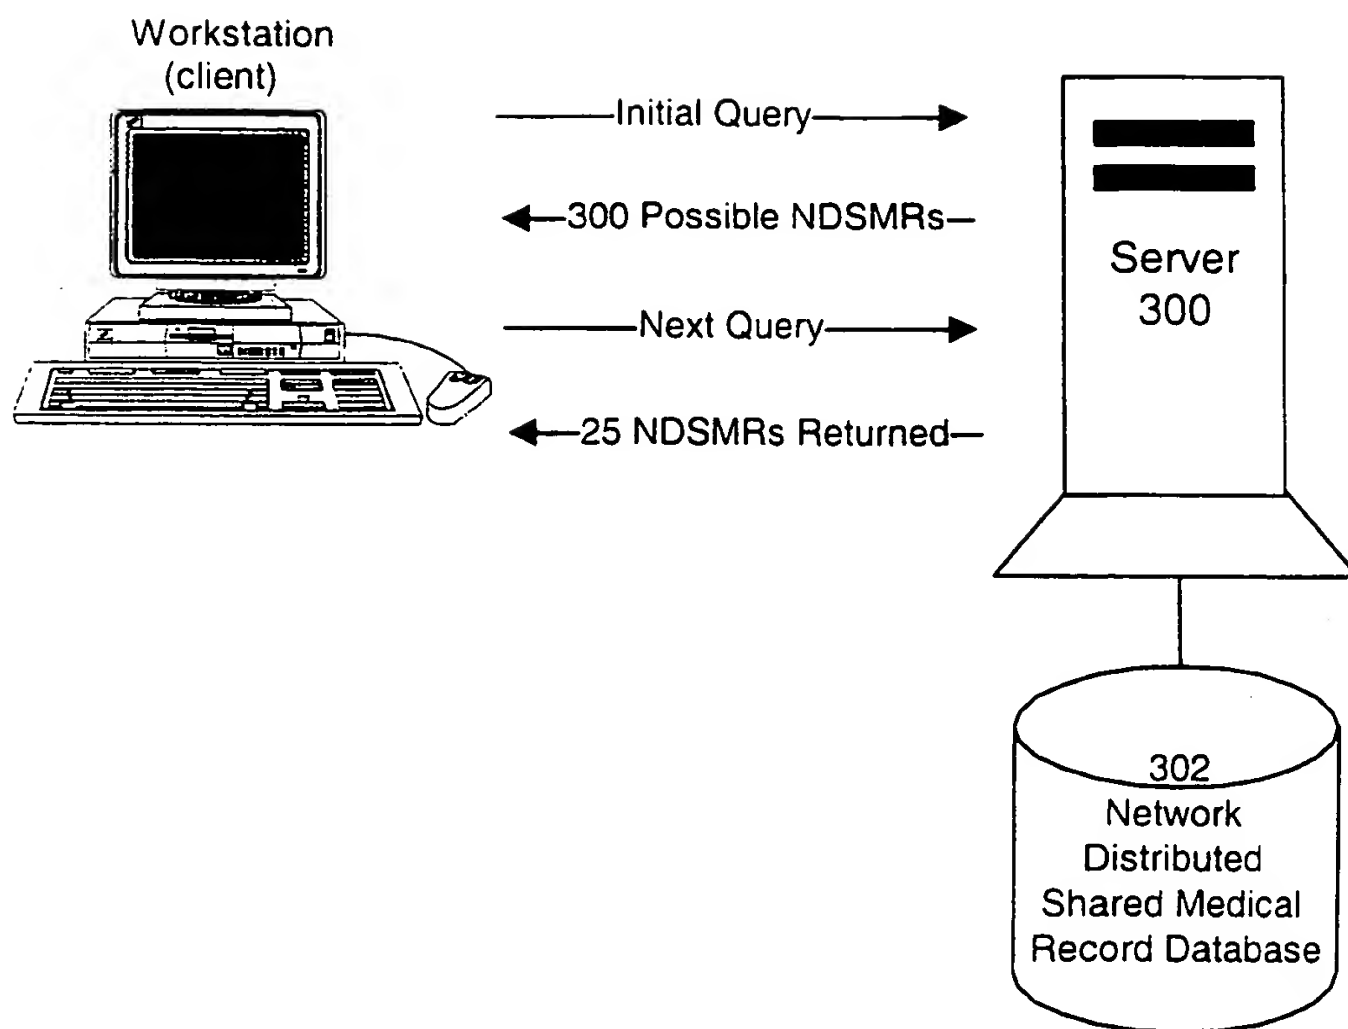 Workstation
(client)
Initial Query
300 Possible NDSMRs
Next Query
25 NDSMRs Returned
Server
300
302
Network
Distributed
Shared Medical
Record Database